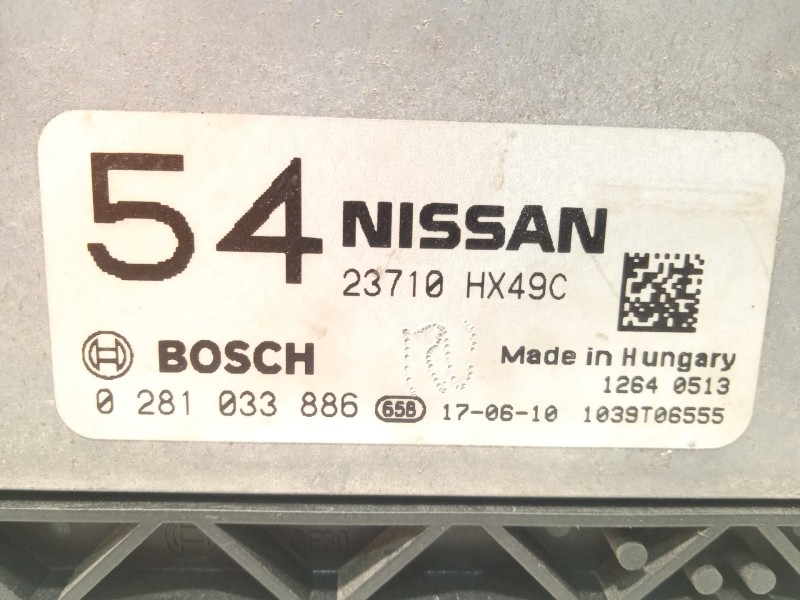 54 NISSAN
23710 HX49C
BOSCH
Made in Hungary
1264 0513
0 281 033 886 658 17-06-10 1039T06555